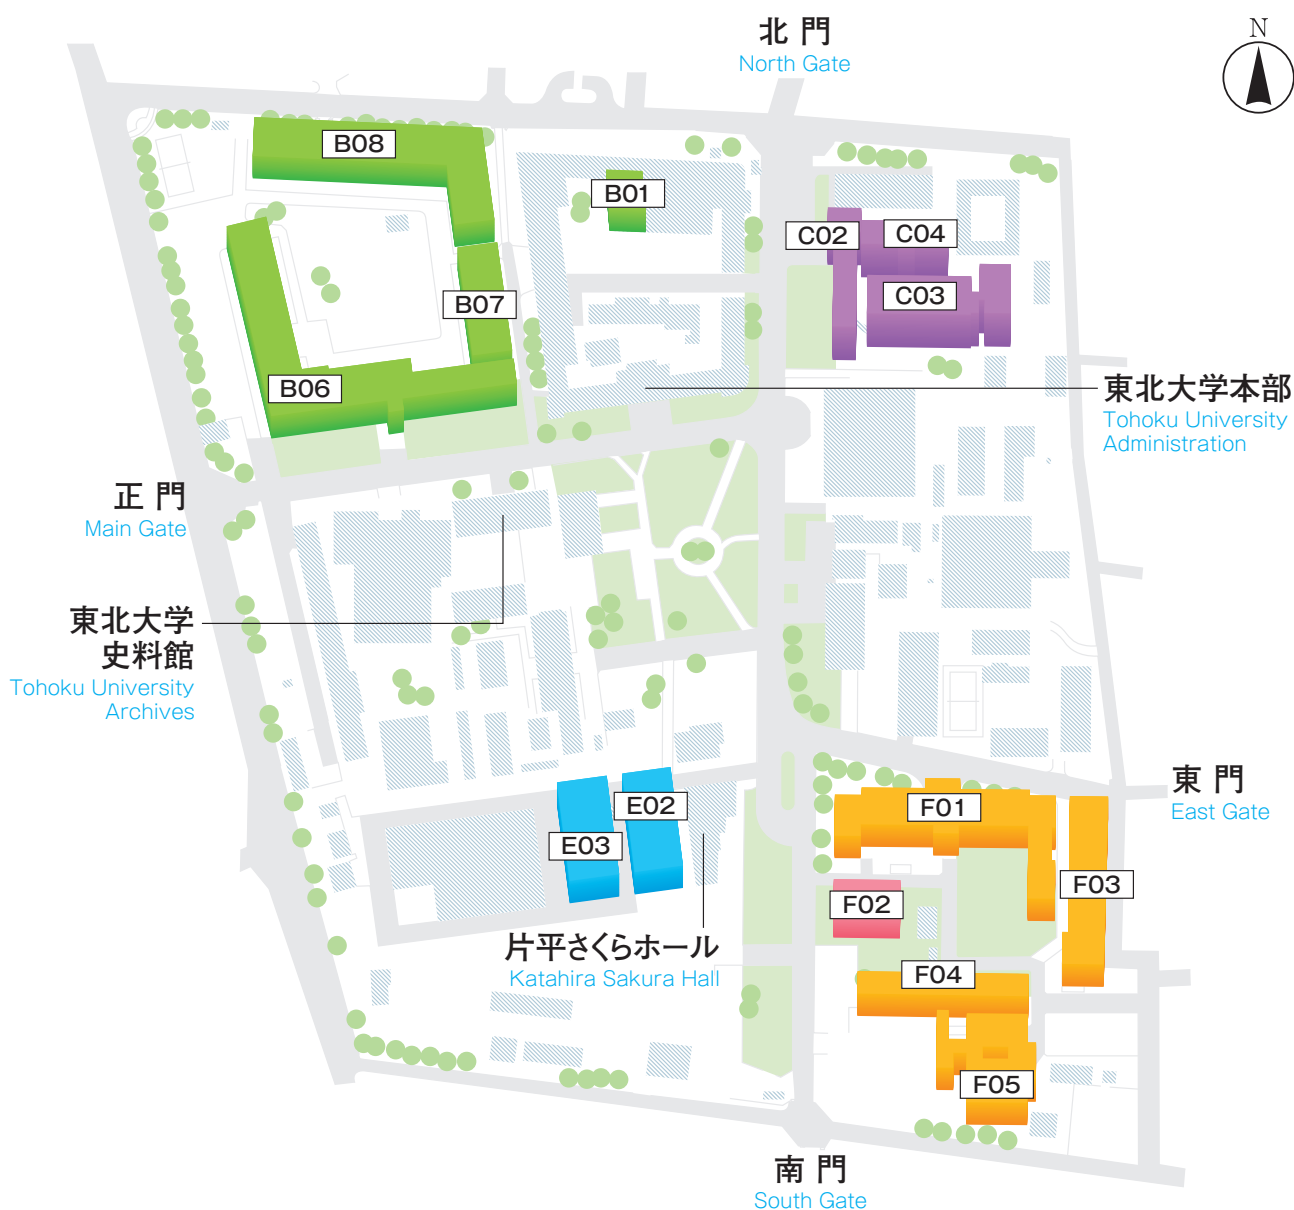 北門
North Gate
N
B08
B01
C02
C04
C03
B07
B06
東北大学本部
Tohoku University
Administration
正門
Main Gate
東北大学
史料館
Tohoku University
Archives
東門
East Gate
E02
E03
F01
F03
F02
片平さくらホール
Katahira Sakura Hall
F04
F05
南門
South Gate